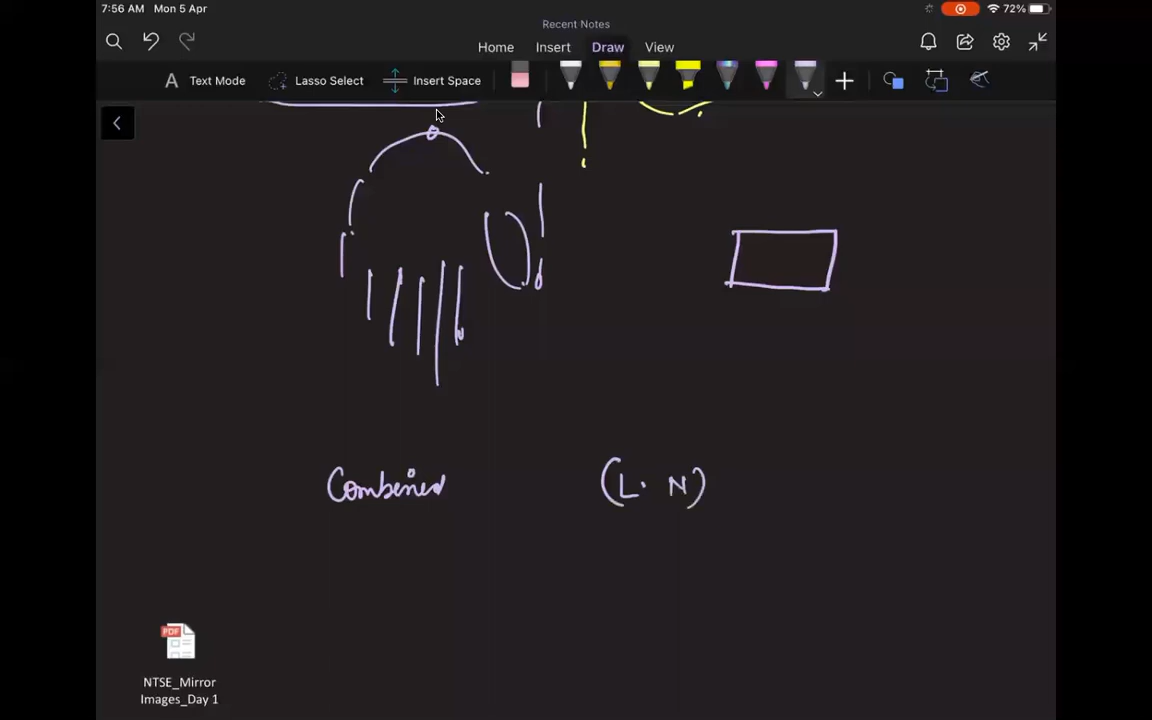 7:56 AM Mon 5 Apr
72%
Recent Notes
Home Insert Draw View
Text Mode Lasso Select Insert Space
Combined (L. N)
PDF
NTSE_Mirror
Images_Day 1